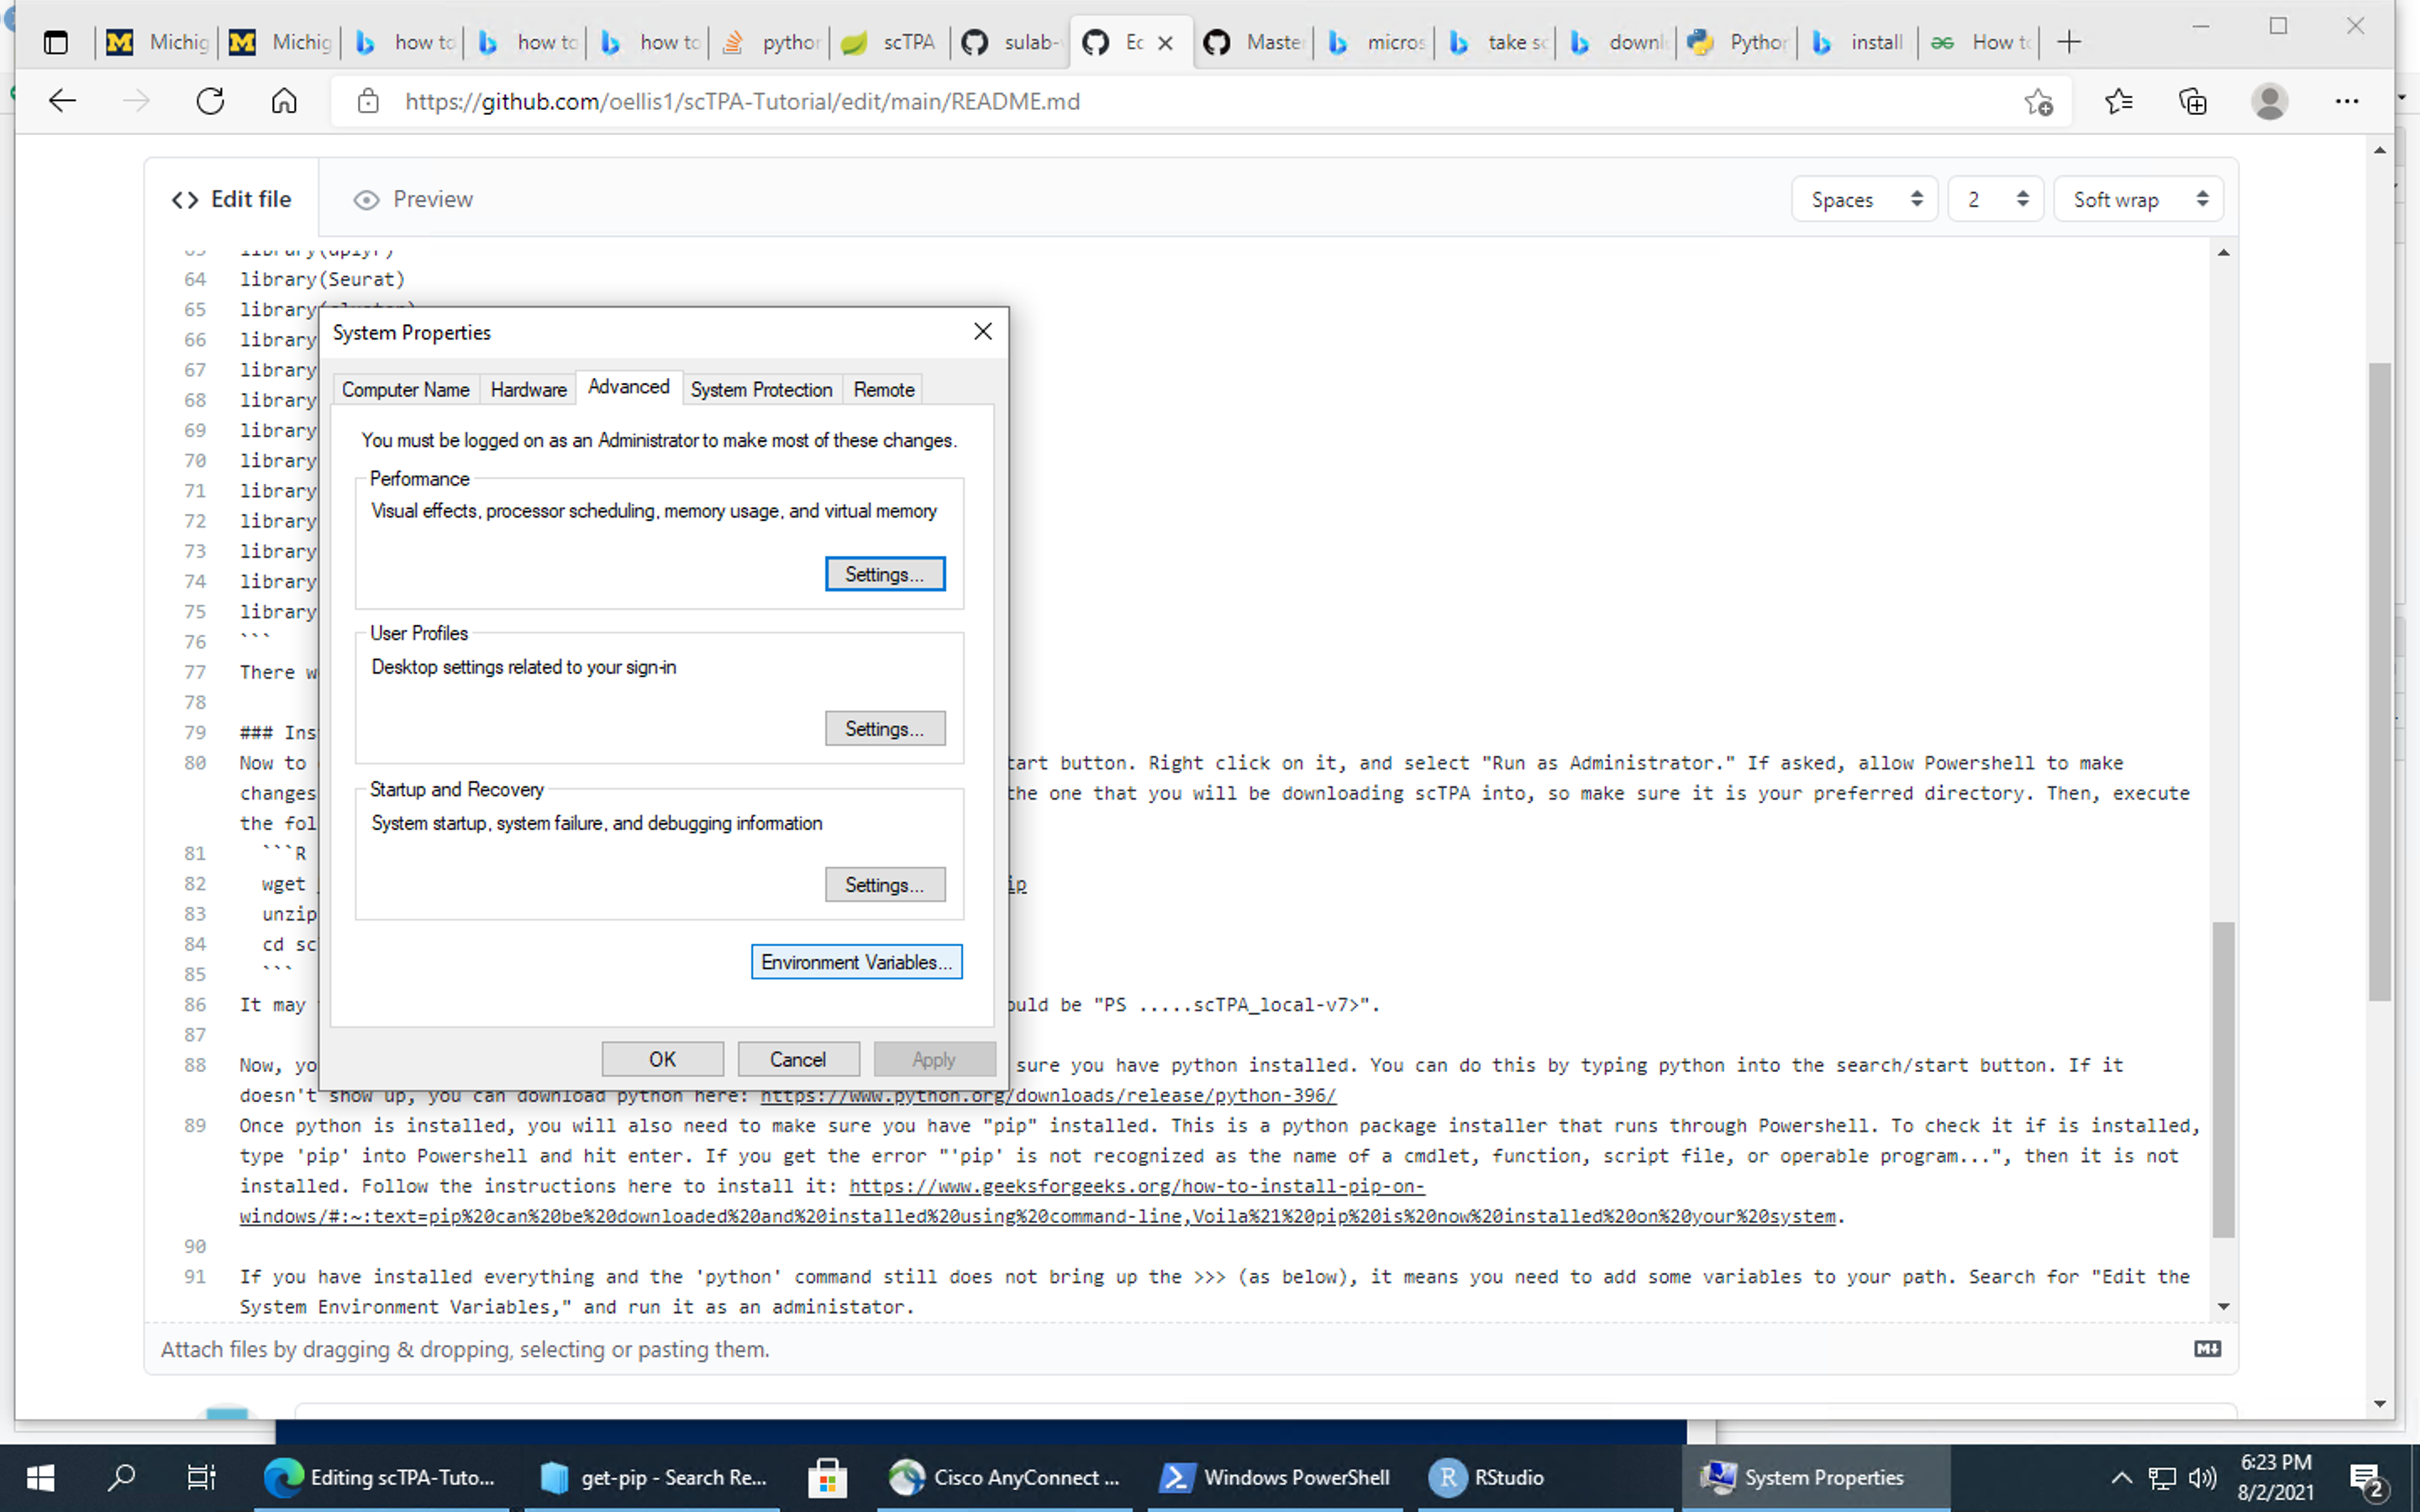 Michig
Michig
how to
how to
how to
python
scTPA
sulab-
Ec
Master
micros
take sc
downl
Python
install
How to
https://github.com/oellis1/scTPA-Tutorial/edit/main/README.md
<> Edit file
Preview
Spaces
2
Soft wrap
64 library(Seurat)
65 library
66 library
67 library
68 library
69 library
70 library
71 library
72 library
73 library
74 library
75 library
76 ```
77 There w
78
79 ### Ins
80 Now to
tart button. Right click on it, and select "Run as Administrator." If asked, allow Powershell to make
changes
the one that you will be downloading scTPA into, so make sure it is your preferred directory. Then, execute
the fol
81 ```R
82 wget
ip
83 unzip
84 cd sc
85 ```
86 It may
ould be "PS .....scTPA_local-v7>".
87
88 Now, yo
sure you have python installed. You can do this by typing python into the search/start button. If it
doesn't show up, you can download python here: https://www.python.org/downloads/release/python-396/
89 Once python is installed, you will also need to make sure you have "pip" installed. This is a python package installer that runs through Powershell. To check it if is installed,
type 'pip' into Powershell and hit enter. If you get the error "'pip' is not recognized as the name of a cmdlet, function, script file, or operable program...", then it is not
installed. Follow the instructions here to install it: https://www.geeksforgeeks.org/how-to-install-pip-on-
windows/#:~:text=pip%20can%20be%20downloaded%20and%20installed%20using%20command-line,Voila%21%20pip%20is%20now%20installed%20on%20your%20system.
90
91 If you have installed everything and the 'python' command still does not bring up the >>> (as below), it means you need to add some variables to your path. Search for "Edit the
System Environment Variables," and run it as an administator.
Attach files by dragging & dropping, selecting or pasting them.
System Properties
Computer Name
Hardware
Advanced
System Protection
Remote
You must be logged on as an Administrator to make most of these changes.
Performance
Visual effects, processor scheduling, memory usage, and virtual memory
Settings...
User Profiles
Desktop settings related to your sign-in
Settings...
Startup and Recovery
System startup, system failure, and debugging information
Settings...
Environment Variables...
OK
Cancel
Apply
Editing scTPA-Tuto...
get-pip - Search Re...
Cisco AnyConnect ...
Windows PowerShell
RStudio
System Properties
6:23 PM
8/2/2021
2